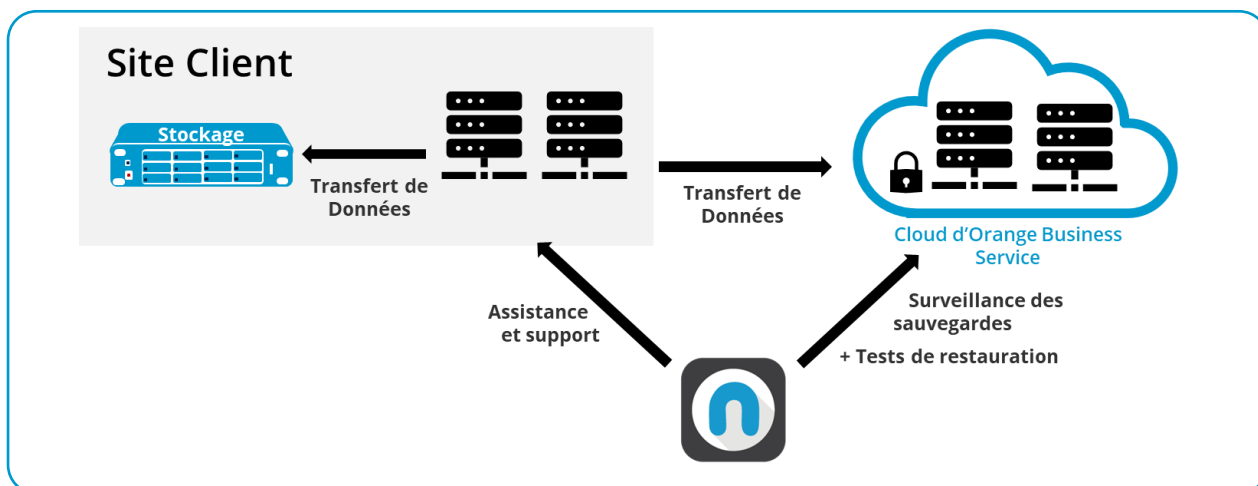 Site Client
Stockage
Transfert de
Données
Transfert de
Données
Cloud d'Orange Business
Service
Assistance
et support
Surveillance des
sauvegardes
+ Tests de restauration